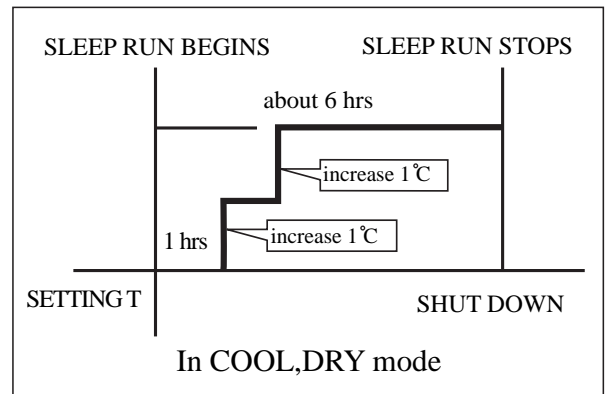 SLEEP RUN BEGINS SLEEP RUN STOPS
about 6 hrs
increase 1℃
1 hrs increase 1℃
SETTING T SHUT DOWN
In COOL,DRY mode